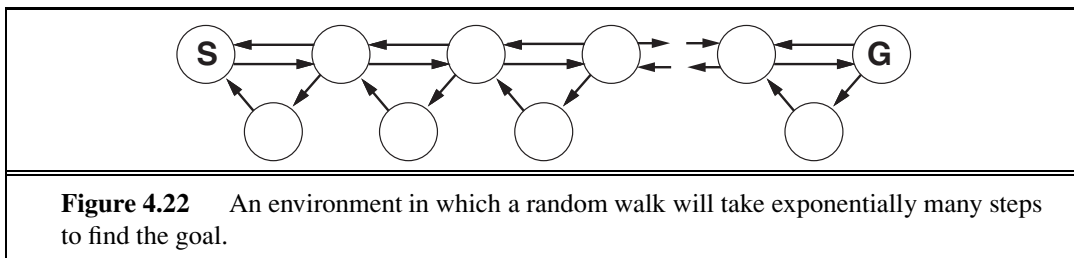 S G
Figure 4.22 An environment in which a random walk will take exponentially many steps
to find the goal.